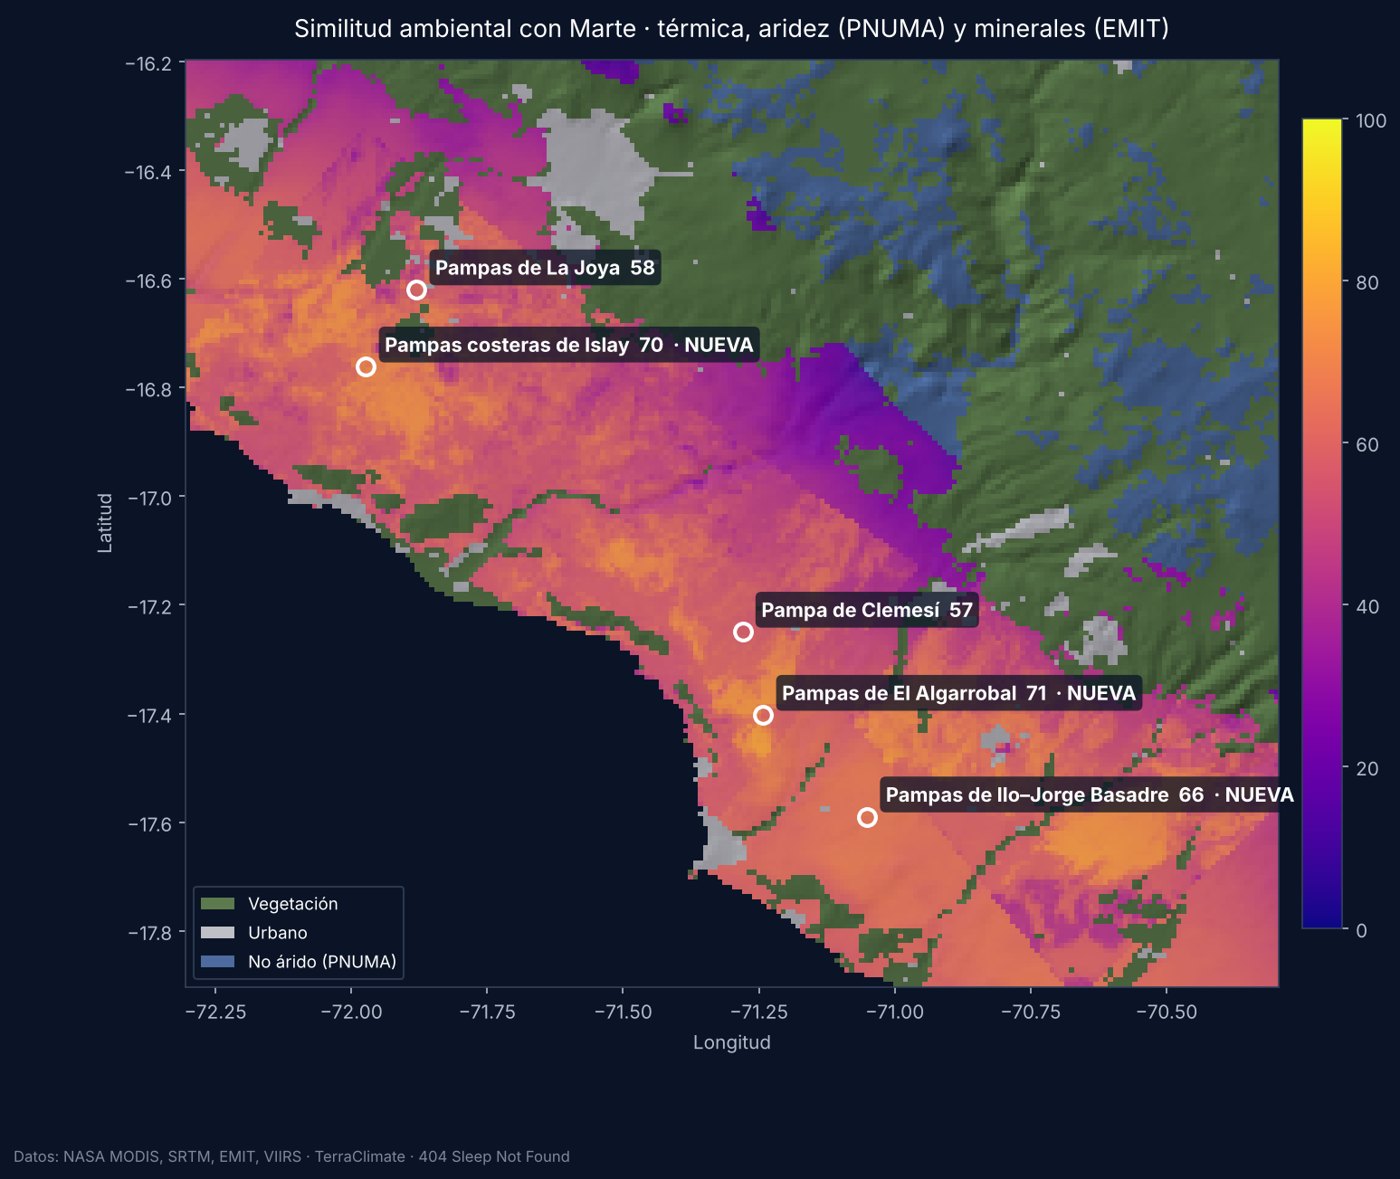 Similitud ambiental con Marte · térmica, aridez (PNUMA) y minerales (EMIT)
−16.2
−16.4
−16.6
−16.8
−17.0
−17.2
−17.4
−17.6
−17.8
Latitud
Pampas de La Joya 58
Pampas costeras de Islay 70 · NUEVA
Pampa de Clemesí 57
Pampas de El Algarrobal 71 · NUEVA
Pampas de Ilo–Jorge Basadre 66 · NUEVA
Vegetación
Urbano
No árido (PNUMA)
100
80
60
40
20
0
−72.25 −72.00 −71.75 −71.50 −71.25 −71.00 −70.75 −70.50
Longitud
Datos: NASA MODIS, SRTM, EMIT, VIIRS · TerraClimate · 404 Sleep Not Found